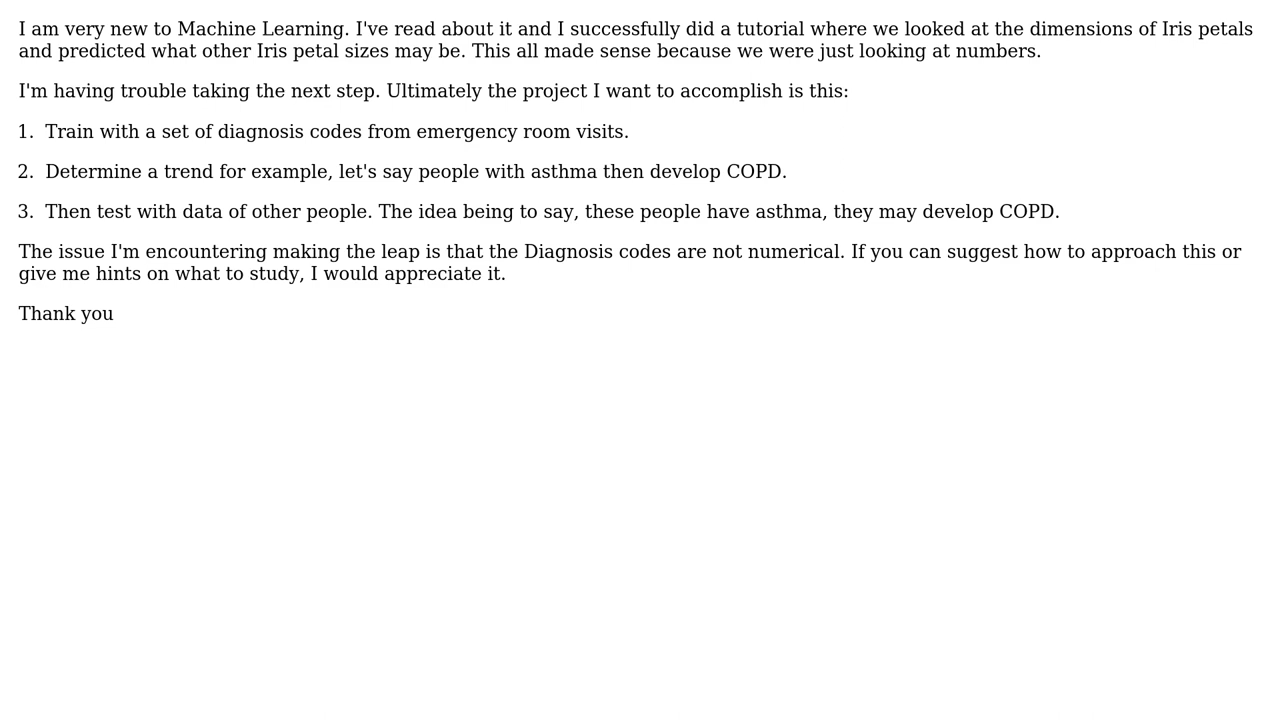 I am very new to Machine Learning. I've read about it and I successfully did a tutorial where we looked at the dimensions of Iris petals
and predicted what other Iris petal sizes may be. This all made sense because we were just looking at numbers.
I'm having trouble taking the next step. Ultimately the project I want to accomplish is this:
1. Train with a set of diagnosis codes from emergency room visits.
2. Determine a trend for example, let's say people with asthma then develop COPD.
3. Then test with data of other people. The idea being to say, these people have asthma, they may develop COPD.
The issue I'm encountering making the leap is that the Diagnosis codes are not numerical. If you can suggest how to approach this or
give me hints on what to study, I would appreciate it.
Thank you